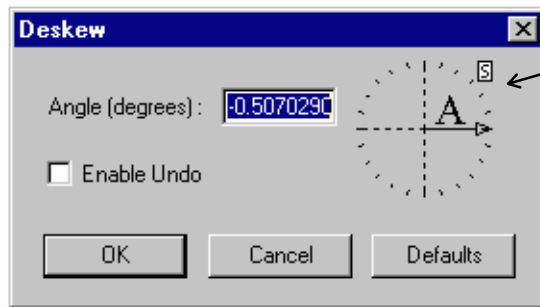 Deskew
S
A
Angle (degrees) : -0.5070290
Enable Undo
OK Cancel Defaults